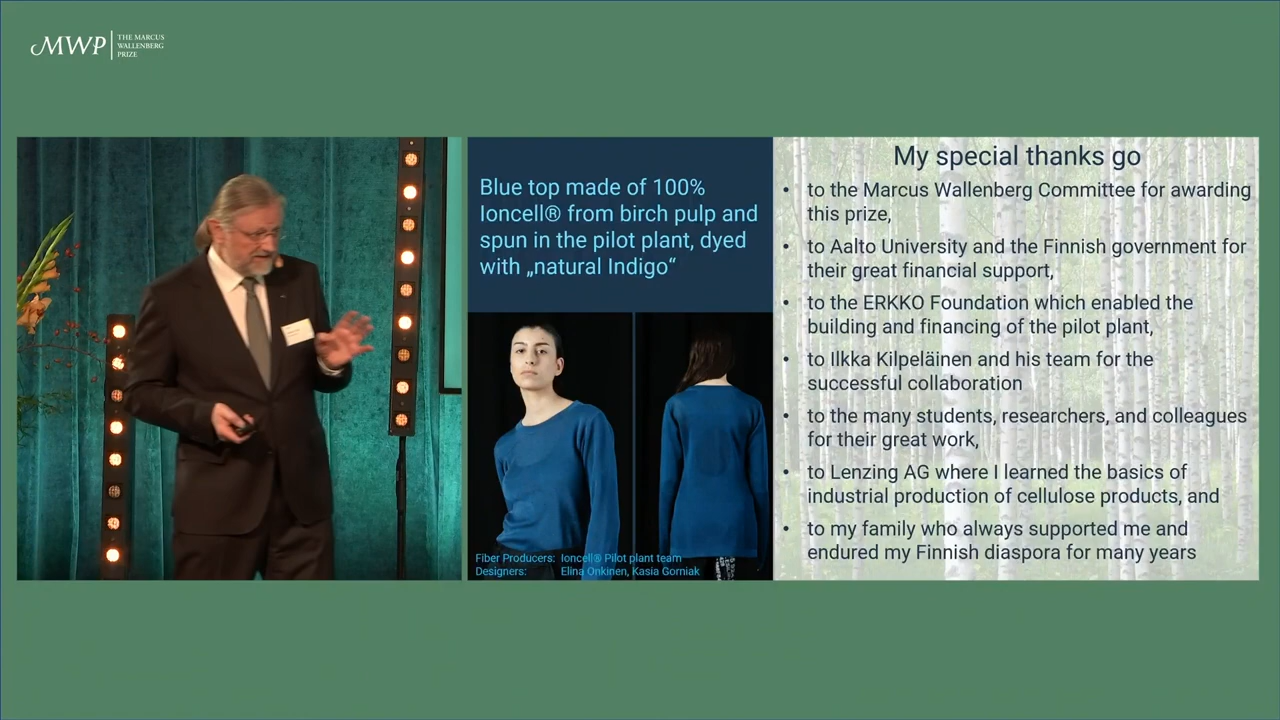 MWP
THE MARCUS
WALLENBERG
PRIZE
Blue top made of 100%
Ioncell® from birch pulp and
spun in the pilot plant, dyed
with „natural Indigo“
Fiber Producers: Ioncell® Pilot plant team
Designers: Elina Onkinen, Kasia Gorniak
My special thanks go
• to the Marcus Wallenberg Committee for awarding
this prize,
• to Aalto University and the Finnish government for
their great financial support,
• to the ERKKO Foundation which enabled the
building and financing of the pilot plant,
• to Ilkka Kilpeläinen and his team for the
successful collaboration
• to the many students, researchers, and colleagues
for their great work,
• to Lenzing AG where I learned the basics of
industrial production of cellulose products, and
• to my family who always supported me and
endured my Finnish diaspora for many years